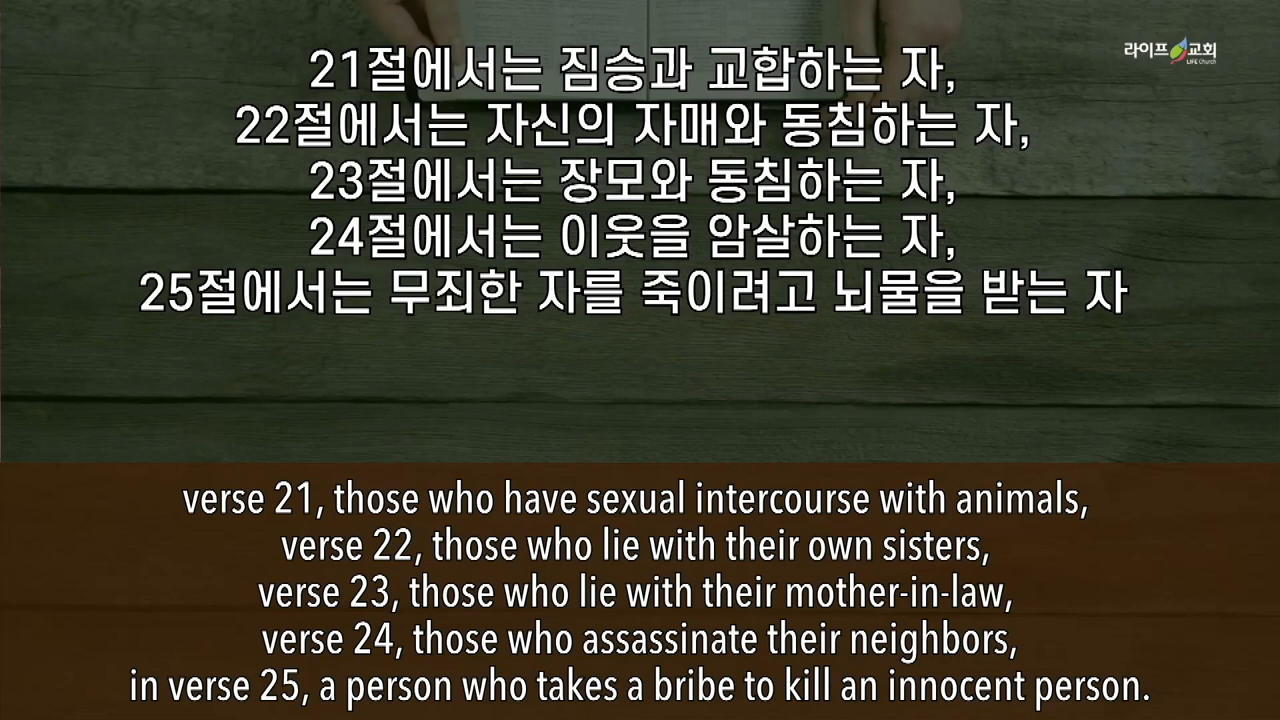 라이프교회
LIFE Church
21절에서는 짐승과 교합하는 자,
22절에서는 자신의 자매와 동침하는 자,
23절에서는 장모와 동침하는 자,
24절에서는 이웃을 암살하는 자,
25절에서는 무죄한 자를 죽이려고 뇌물을 받는 자
verse 21, those who have sexual intercourse with animals,
verse 22, those who lie with their own sisters,
verse 23, those who lie with their mother-in-law,
verse 24, those who assassinate their neighbors,
in verse 25, a person who takes a bribe to kill an innocent person.